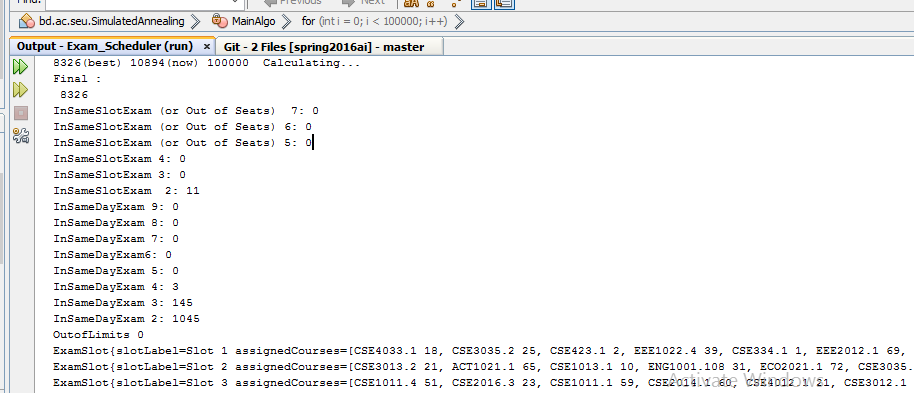 Find: Previous Next
bd.ac.seu.SimulatedAnnealing MainAlgo for (int i = 0; i < 100000; i++)
Output - Exam_Scheduler (run) × Git - 2 Files [spring2016ai] - master
8326(best) 10894(now) 100000 Calculating...
Final :
8326
InSameSlotExam (or Out of Seats) 7: 0
InSameSlotExam (or Out of Seats) 6: 0
InSameSlotExam (or Out of Seats) 5: 0
InSameSlotExam 4: 0
InSameSlotExam 3: 0
InSameSlotExam 2: 11
InSameDayExam 9: 0
InSameDayExam 8: 0
InSameDayExam 7: 0
InSameDayExam6: 0
InSameDayExam 5: 0
InSameDayExam 4: 3
InSameDayExam 3: 145
InSameDayExam 2: 1045
OutofLimits 0
ExamSlot{slotLabel=Slot 1 assignedCourses=[CSE4033.1 18, CSE3035.2 25, CSE423.1 2, EEE1022.4 39, CSE334.1 1, EEE2012.1 69,
ExamSlot{slotLabel=Slot 2 assignedCourses=[CSE3013.2 21, ACT1021.1 65, CSE1013.1 10, ENG1001.108 31, ECO2021.1 72, CSE3035.
ExamSlot{slotLabel=Slot 3 assignedCourses=[CSE1011.4 51, CSE2016.3 23, CSE1011.1 59, CSE2014.1 60, CSE4012.1 21, CSE3012.1
Activate Windows